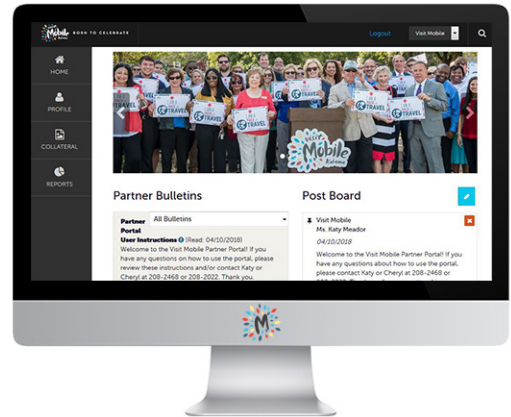 Mobile BORN TO CELEBRATE
Logout
Visit Mobile
HOME
PROFILE
COLLATERAL
REPORTS
TRAVEL
TRAVEL
TRAVEL
TRAVEL
TRAVEL
visit
Mobile
Alabama
Partner Bulletins
Post Board
Partner Portal
All Bulletins
User Instructions (Read: 04/10/2018)
Welcome to the Visit Mobile Partner Portal! If you
have any questions on how to use the portal, please
review these instructions and/or contact Katy or
Cheryl at 208-2468 or 208-2022. Thank you.
Visit Mobile
Ms. Katy Meador
04/10/2018
Welcome to the Visit Mobile Partner Portal! If you
have any questions about how to use the portal,
please contact Katy or Cheryl at 208-2468 or
M